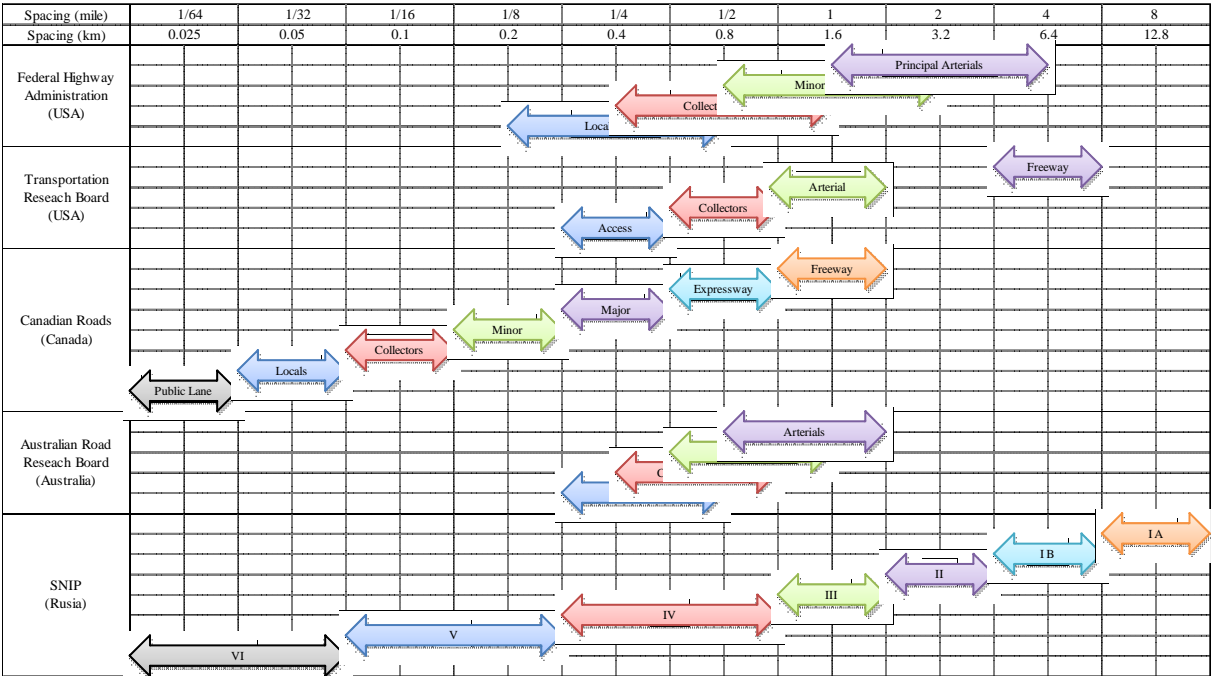 Spacing (mile) 1/64 1/32 1/16 1/8 1/4 1/2 1 2 4 8
Spacing (km) 0.025 0.05 0.1 0.2 0.4 0.8 1.6 3.2 6.4 12.8
Federal Highway
Administration
(USA)
Principal Arterials
Minor
Collect
Loca
Transportation
Reseach Board
(USA)
Freeway
Arterial
Collectors
Access
Canadian Roads
(Canada)
Freeway
Expressway
Major
Minor
Collectors
Locals
Public Lane
Australian Road
Reseach Board
(Australia)
Arterials
C
SNIP
(Rusia)
I A
I B
II
III
IV
V
VI